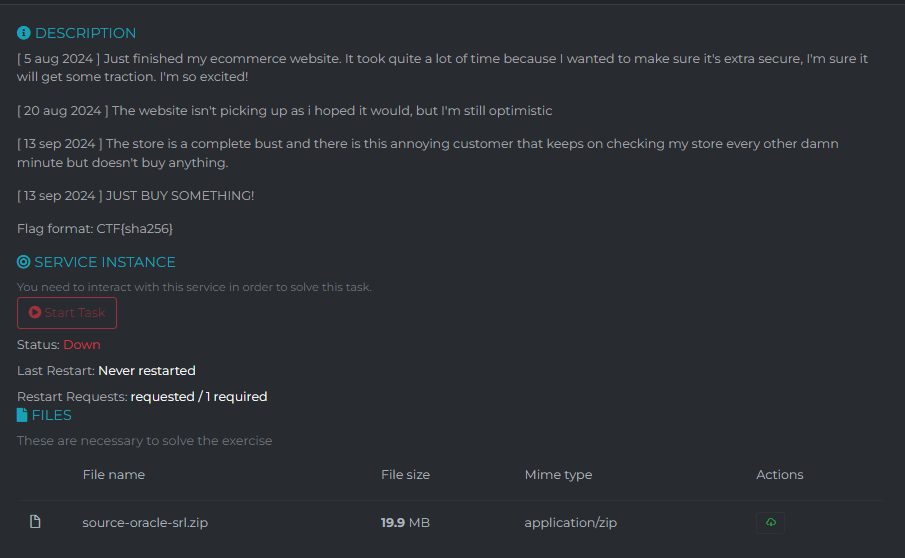 DESCRIPTION
[ 5 aug 2024 ] Just finished my ecommerce website. It took quite a lot of time because I wanted to make sure it's extra secure, I'm sure it
will get some traction. I'm so excited!
[ 20 aug 2024 ] The website isn't picking up as i hoped it would, but I'm still optimistic
[ 13 sep 2024 ] The store is a complete bust and there is this annoying customer that keeps on checking my store every other damn
minute but doesn't buy anything.
[ 13 sep 2024 ] JUST BUY SOMETHING!
Flag format: CTF{sha256}
SERVICE INSTANCE
You need to interact with this service in order to solve this task.
Start Task
Status: Down
Last Restart: Never restarted
Restart Requests: requested / 1 required
FILES
These are necessary to solve the exercise
File name File size Mime type Actions
source-oracle-srl.zip 19.9 MB application/zip